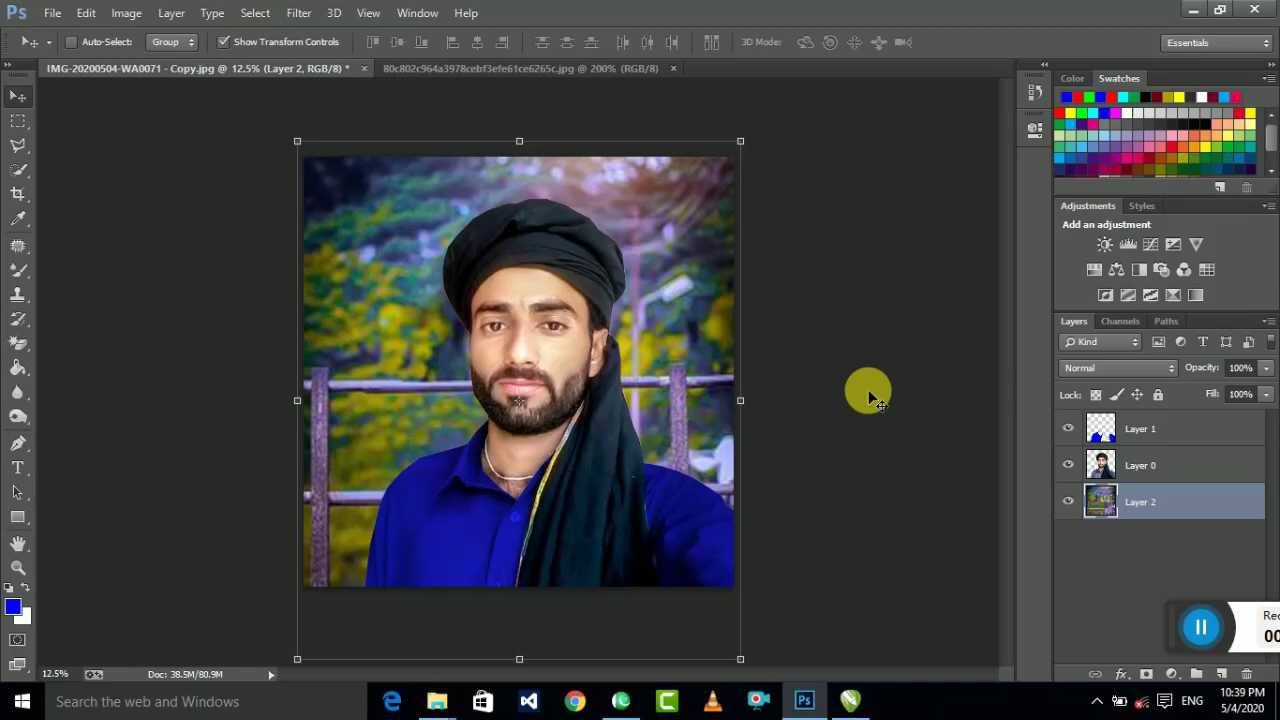 Ps File Edit Image Layer Type Select Filter 3D View Window Help
Auto-Select: Group Show Transform Controls 3D Mode: Essentials
IMG-20200504-WA0071 - Copy.jpg @ 12.5% (Layer 2, RGB/8) * × 80c802c964a3978cebf3efe61ce6265c.jpg @ 200% (RGB/8) ×
Color Swatches
Adjustments Styles
Add an adjustment
Layers Channels Paths
Kind
Normal Opacity: 100%
Lock: Fill: 100%
Layer 1
Layer 0
Layer 2
Rec
00
12.5% Doc: 38.5M/80.9M
Search the web and Windows
Ps
ENG
10:39 PM
5/4/2020